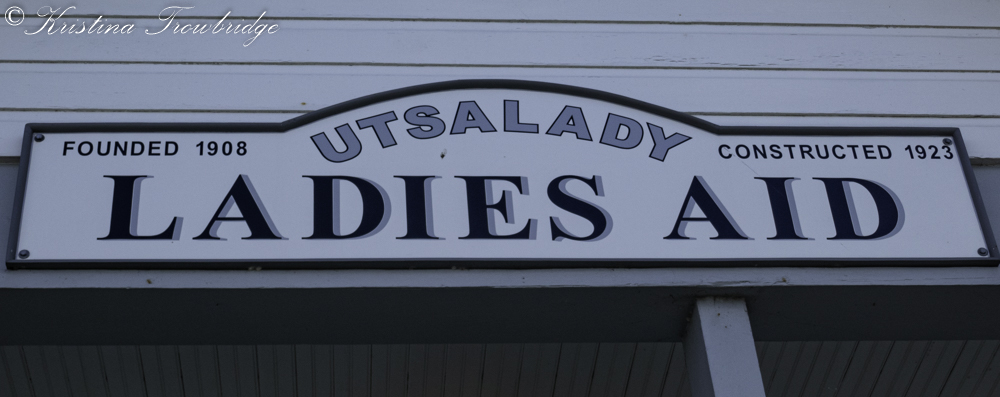 © Kristina Trowbridge
UTSALADY
FOUNDED 1908
CONSTRUCTED 1923
LADIES AID